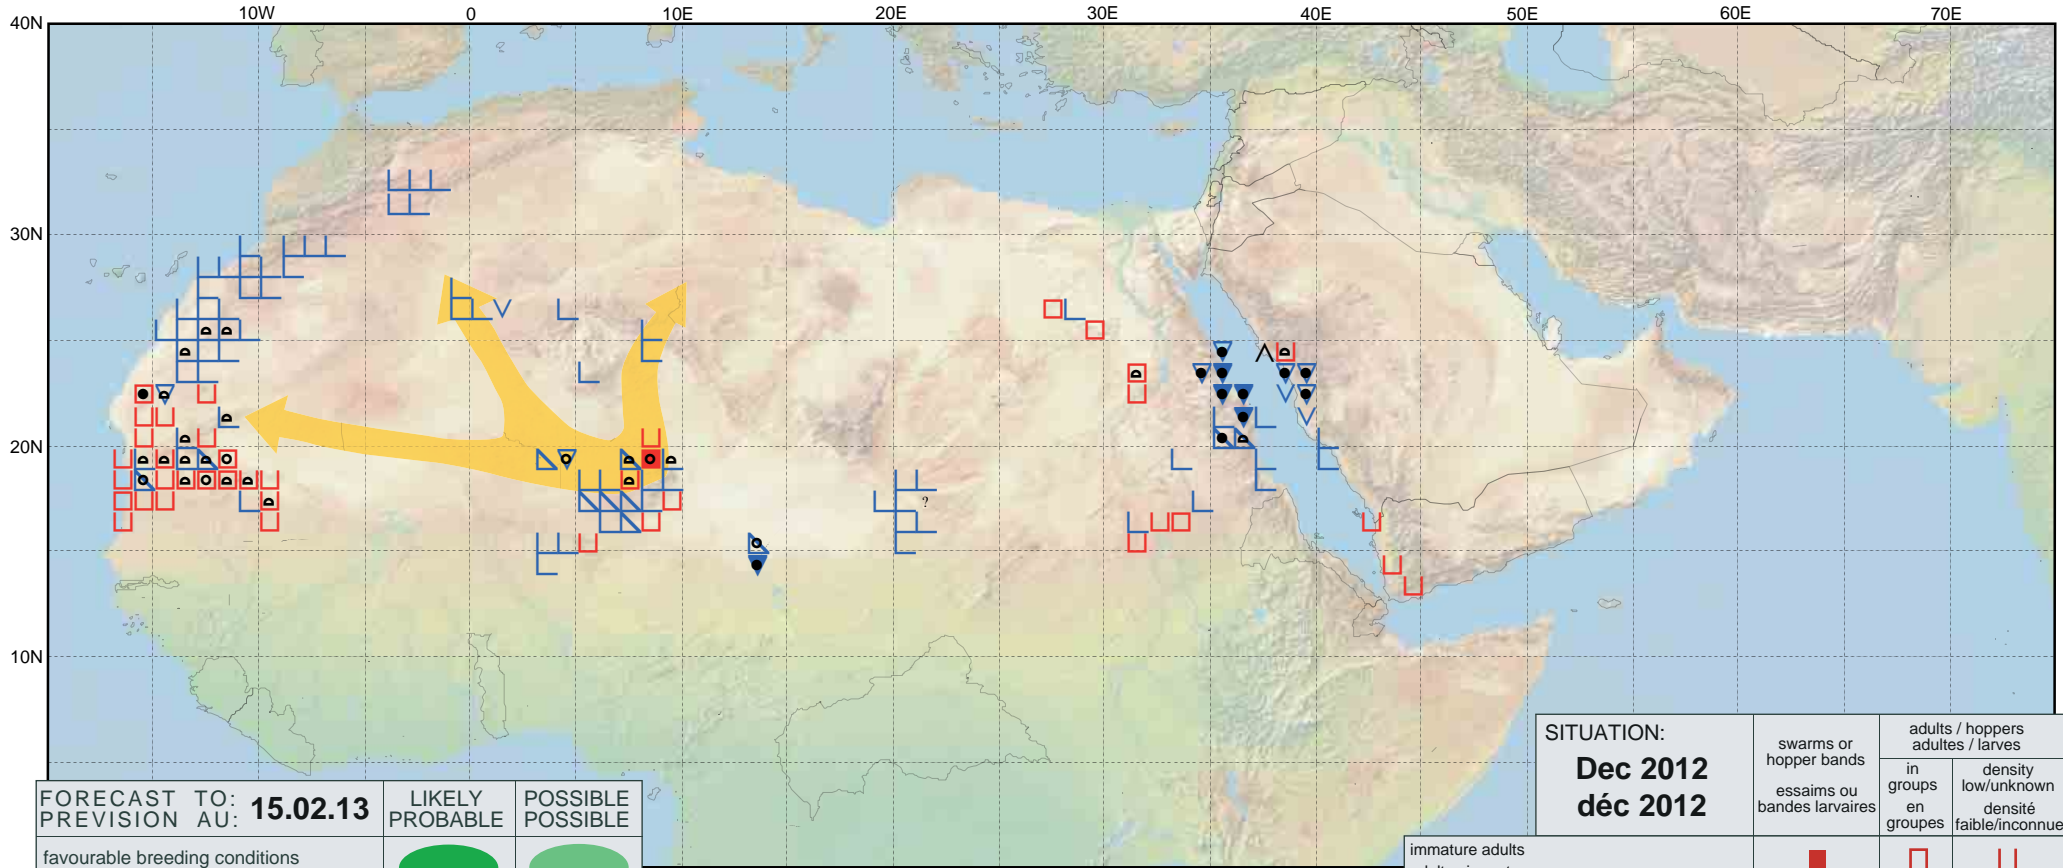 10W 0 10E 20E 30E 40E 50E 60E 70E
40N
30N
20N
10N
?
FORECAST TO: 15.02.13
PREVISION AU:
LIKELY
PROBABLE
POSSIBLE
POSSIBLE
favourable breeding conditions
SITUATION:
Dec 2012
déc 2012
swarms or
hopper bands
essaims ou
bandes larvaires
adults / hoppers
adultes / larves
in
groups
en
groupes
density
low/unknown
densité
faible/inconnue
immature adults